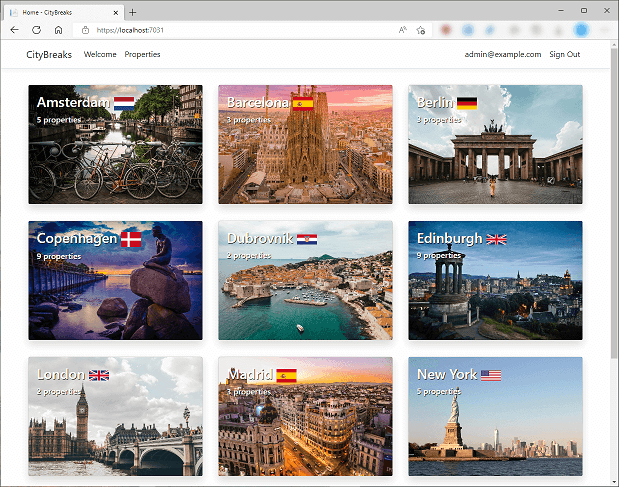 Home - CityBreaks
https://localhost:7031
CityBreaks Welcome Properties admin@example.com Sign Out
Amsterdam
5 properties
Barcelona
3 properties
Berlin
3 properties
Copenhagen
9 properties
Dubrovnik
2 properties
Edinburgh
9 properties
London
2 properties
Madrid
3 properties
New York
5 properties